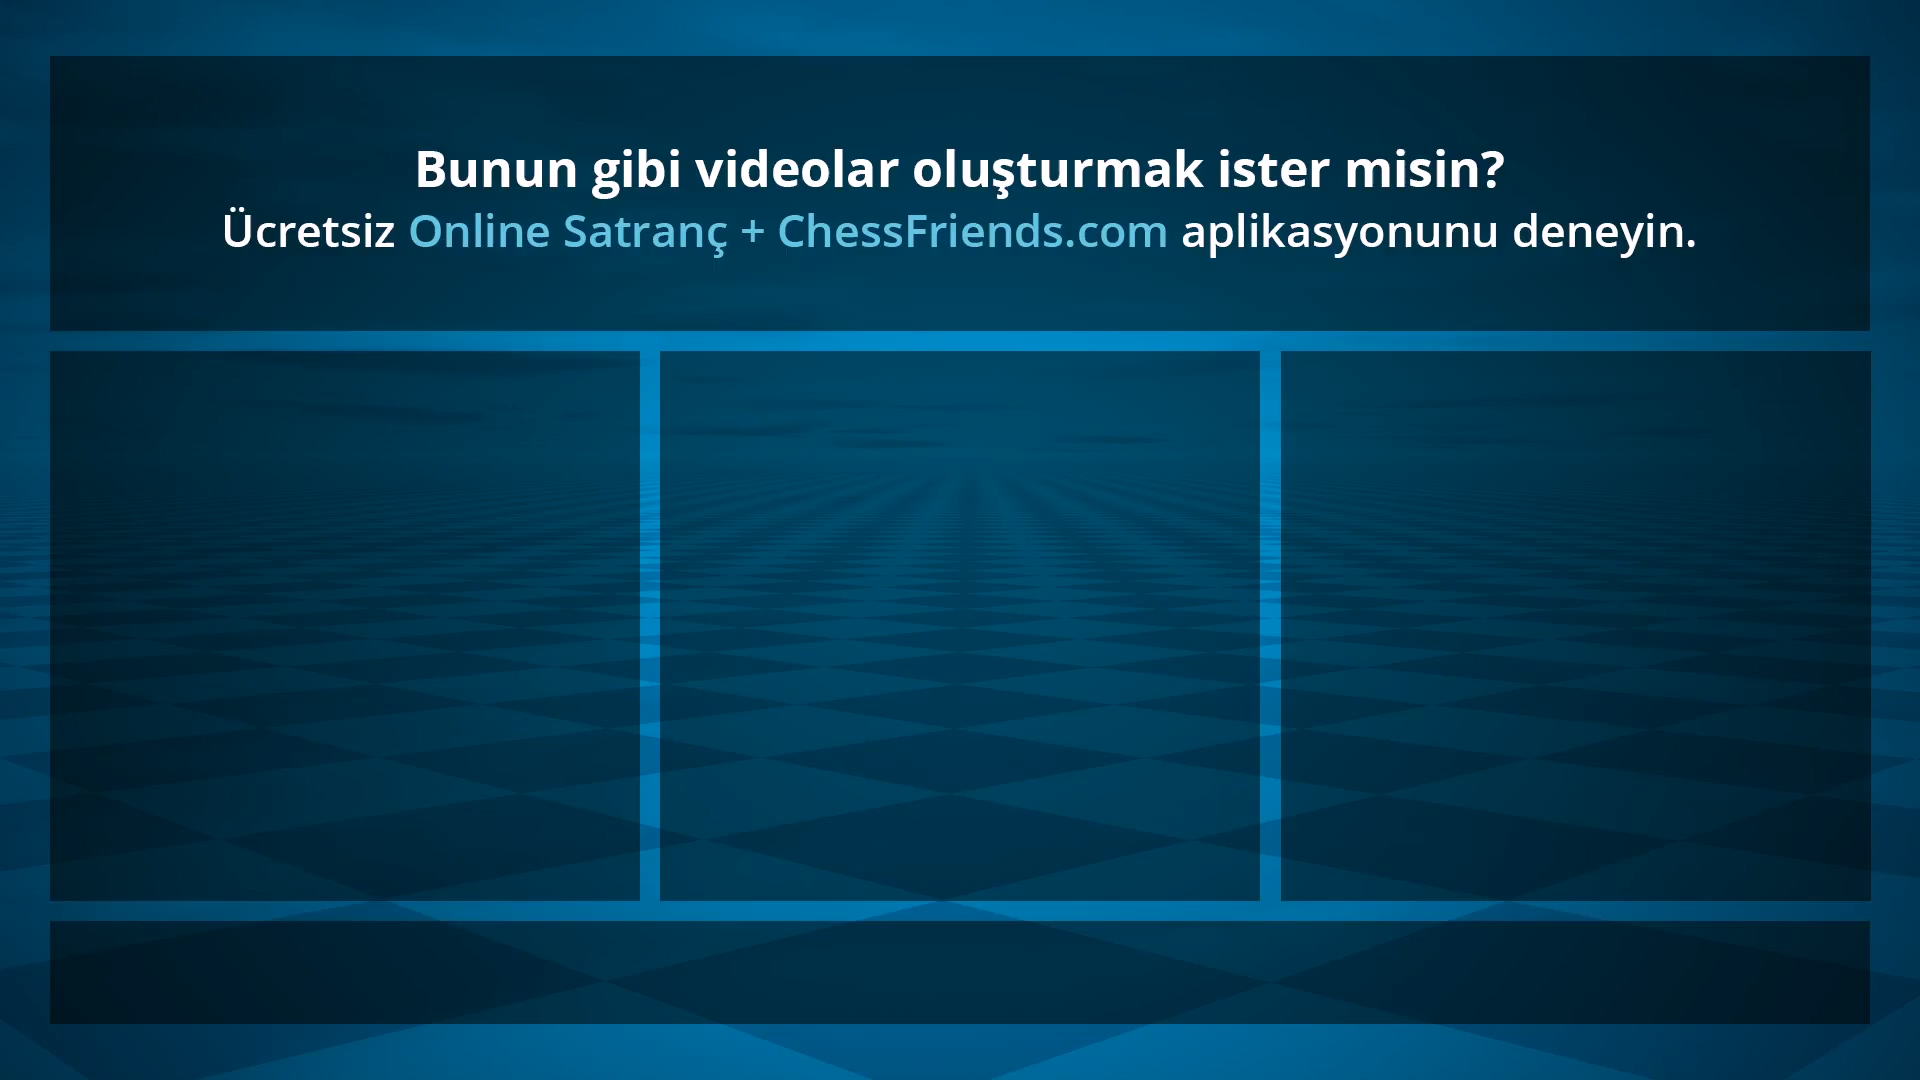 Bunun gibi videolar oluşturmak ister misin?
Ücretsiz Online Satranç + ChessFriends.com aplikasyonunu deneyin.